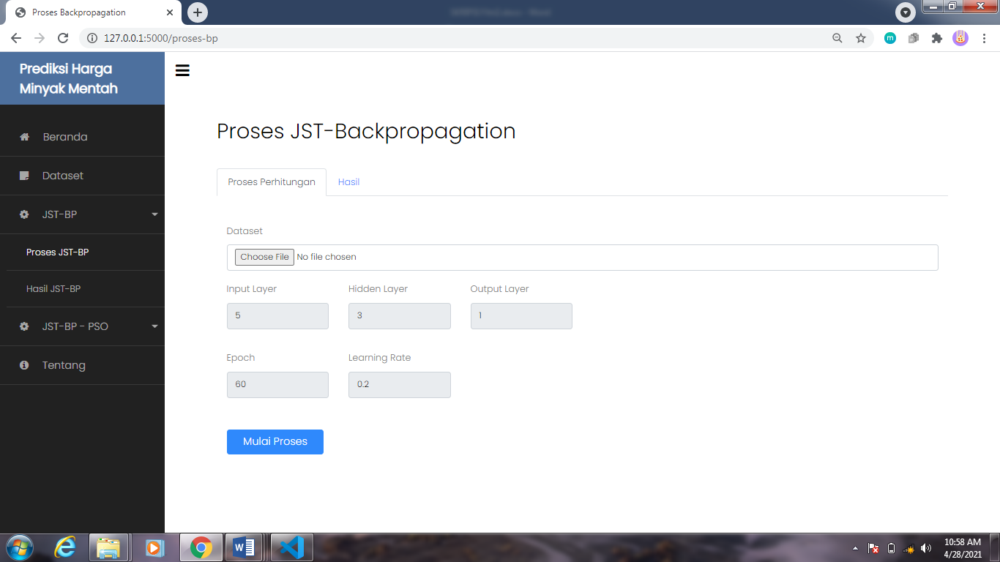 Proses Backpropagation
127.0.0.1:5000/proses-bp
m
Prediksi Harga
Minyak Mentah
Beranda
Dataset
JST-BP
Proses JST-BP
Hasil JST-BP
JST-BP - PSO
Tentang
Proses JST-Backpropagation
Proses Perhitungan Hasil
Dataset
Choose File No file chosen
Input Layer Hidden Layer Output Layer
5 3 1
Epoch Learning Rate
60 0.2
Mulai Proses
10:58 AM
4/28/2021